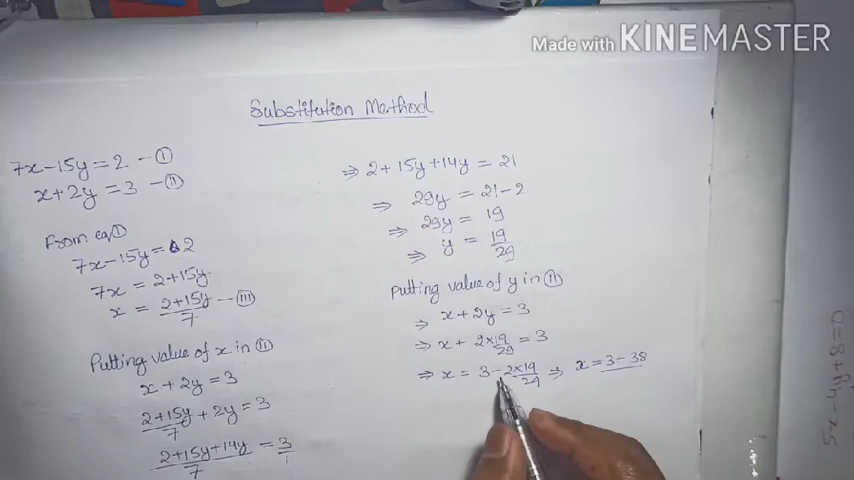 Made with KINEMASTER
Substitution Method
7x-15y=2 -(I)
x+2y=3 -(II)
From eq(I)
7x-15y=2
7x = 2+15y
x = (2+15y)/7 -(III)
Putting value of x in (II)
x+2y=3
(2+15y)/7 + 2y = 3
(2+15y+14y)/7 = 3/1
⇒ 2+15y+14y = 21
⇒ 29y = 21-2
⇒ 29y = 19
⇒ y = 19/29
Putting value of y in (II)
⇒ x+2y=3
⇒ x + 2×19/29 = 3
⇒ x = 3 - 2×19/29 ⇒ x = 3-38
5x-4y+8=0